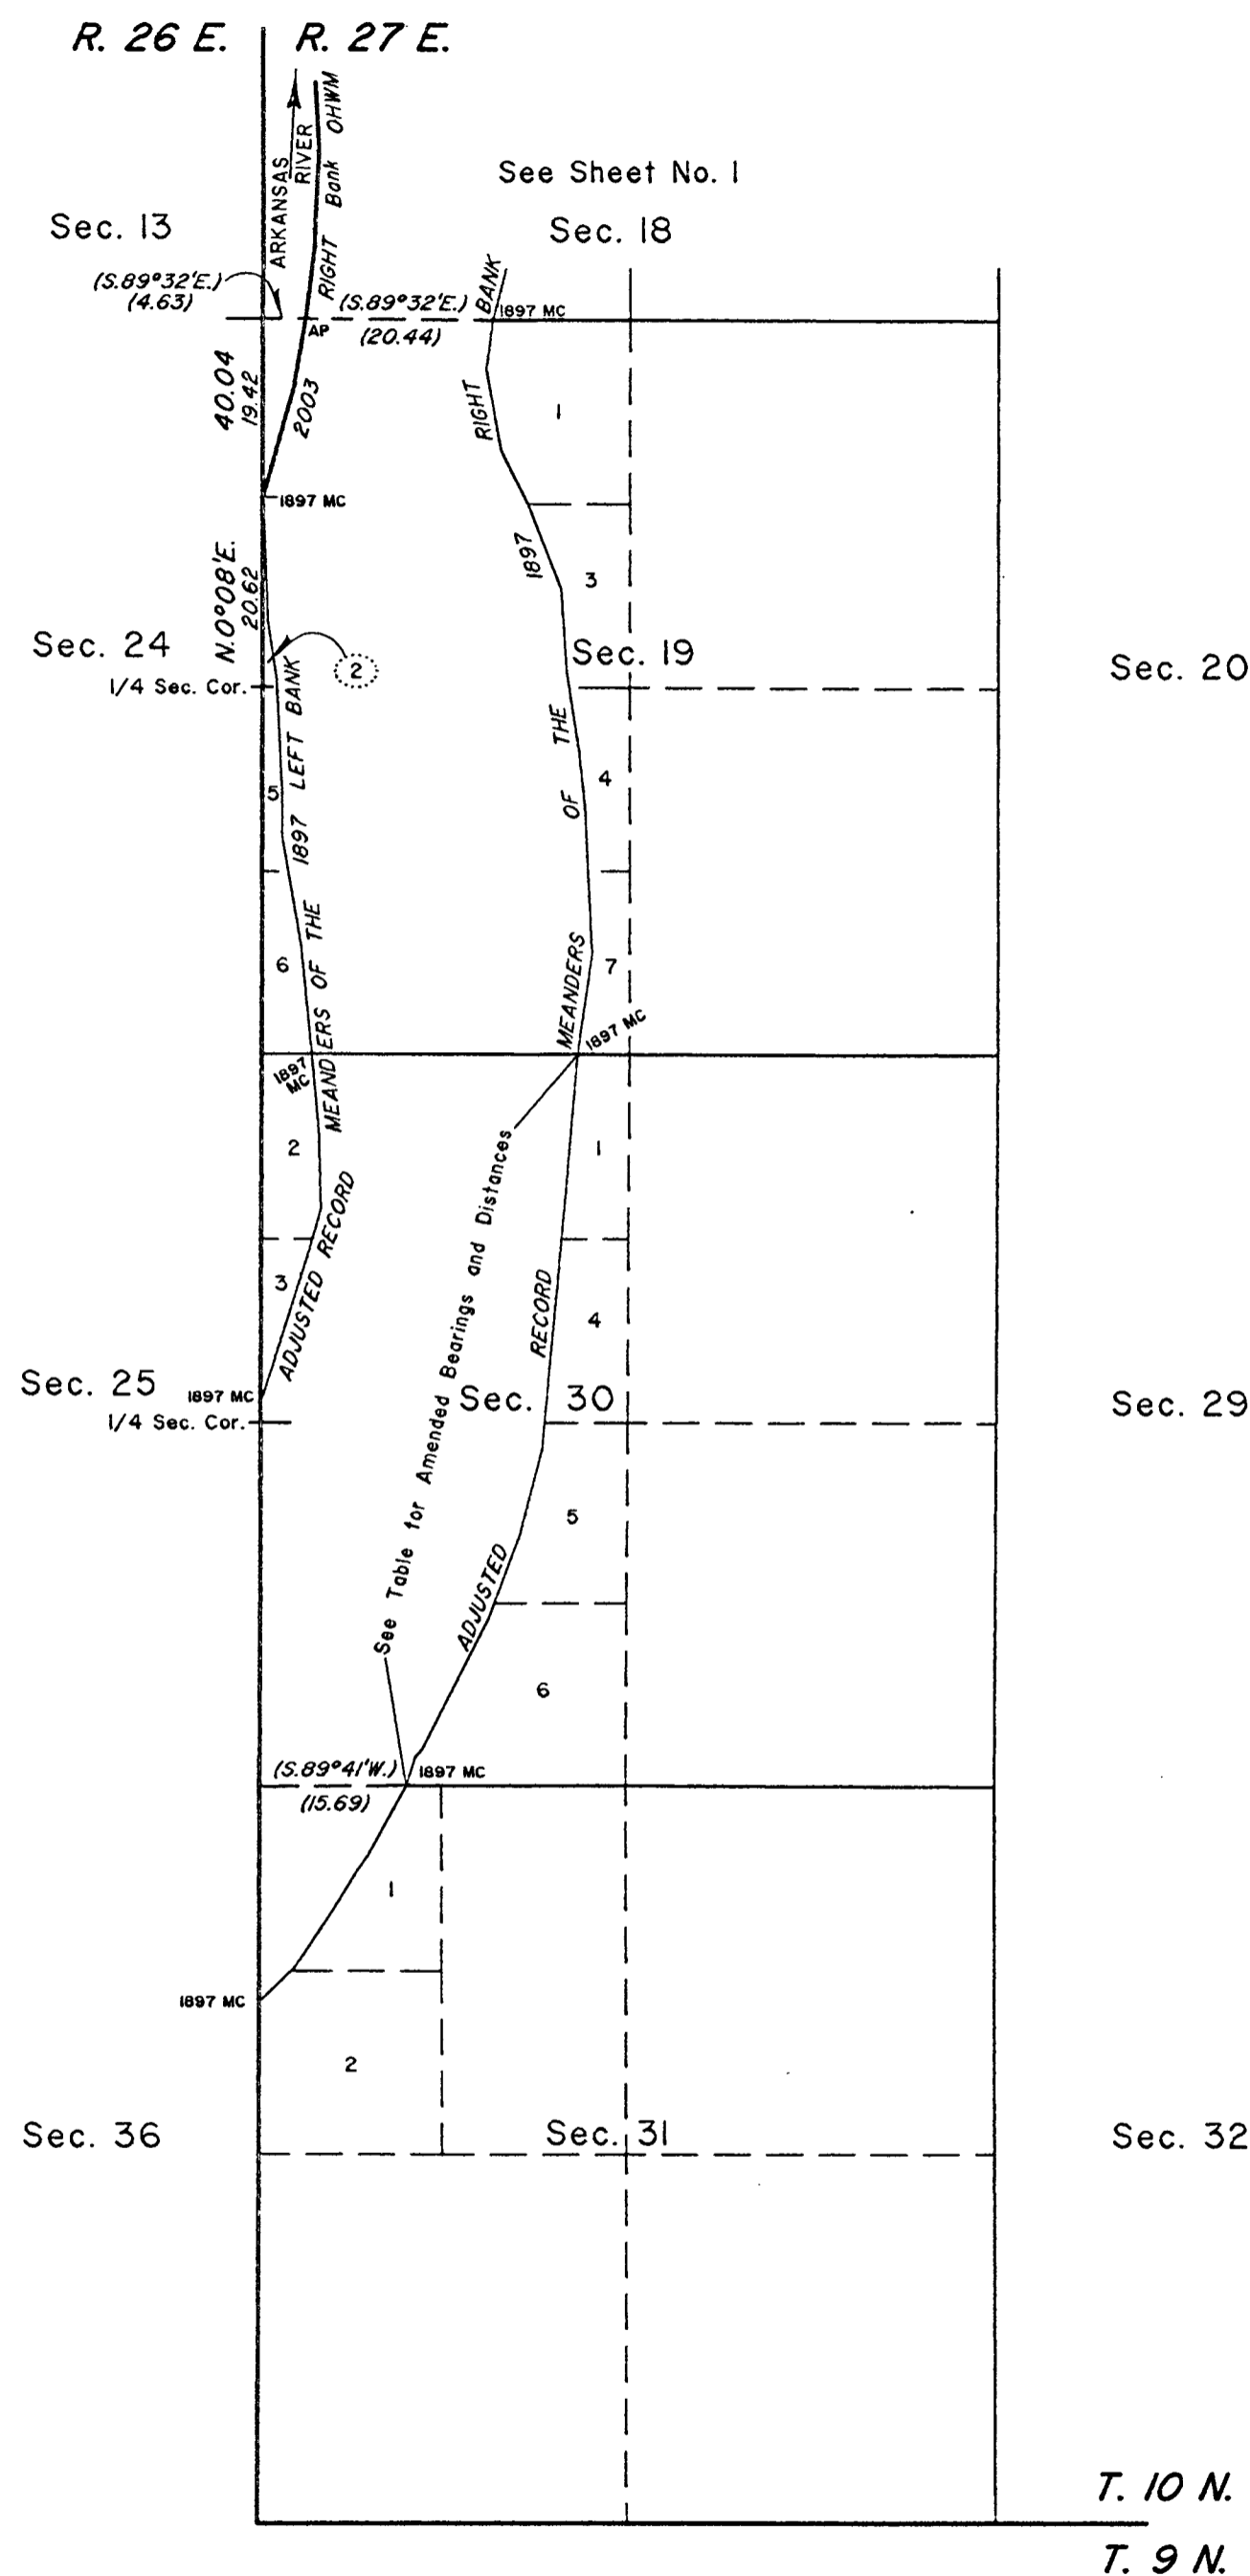 R. 26 E.
R. 27 E.
ARKANSAS
RIVER
RIGHT Bank OHWM
See Sheet No. 1
Sec. 13
Sec. 18
(S.89°32'E.)
(4.63)
(S.89°32'E.)
(20.44)
BANK
1897 MC
AP
40.04
19.42
2003
RIGHT
1
1897 MC
1897
3
N.0°08'E.
20.62
Sec. 24
2
Sec. 19
Sec. 20
1/4 Sec. Cor.
1897 LEFT BANK
THE
5
4
OF
6
MEANDERS OF THE
MEANDERS
7
1897 MC
1897
MC
2
1
See Table for Amended Bearings and Distances
ADJUSTED RECORD
3
RECORD
4
Sec. 25
1897 MC
Sec. 30
Sec. 29
1/4 Sec. Cor.
5
ADJUSTED
6
(S.89°41'W.)
1897 MC
(15.69)
1
1897 MC
2
Sec. 36
Sec. 31
Sec. 32
T. 10 N.
T. 9 N.